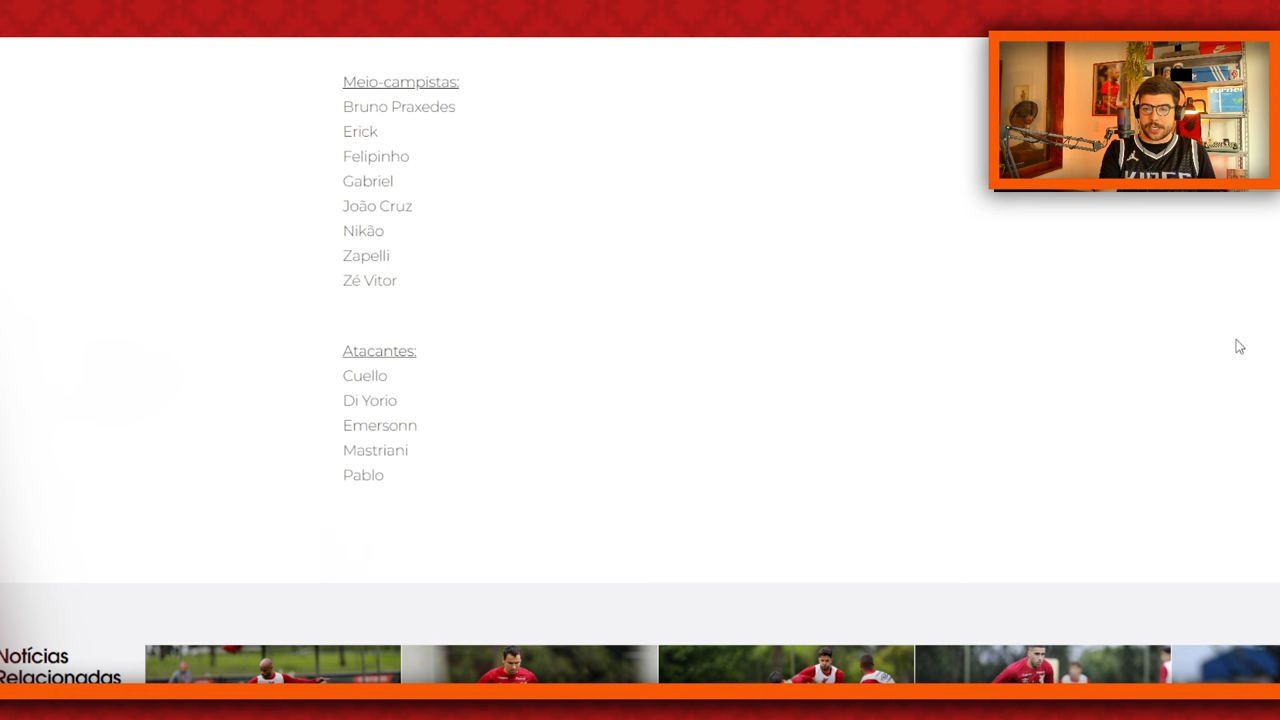 Meio-campistas:
Bruno Praxedes
Erick
Felipinho
Gabriel
João Cruz
Nikão
Zapelli
Zé Vitor
Atacantes:
Cuello
Di Yorio
Emersonn
Mastriani
Pablo
Notícias
Relacionadas